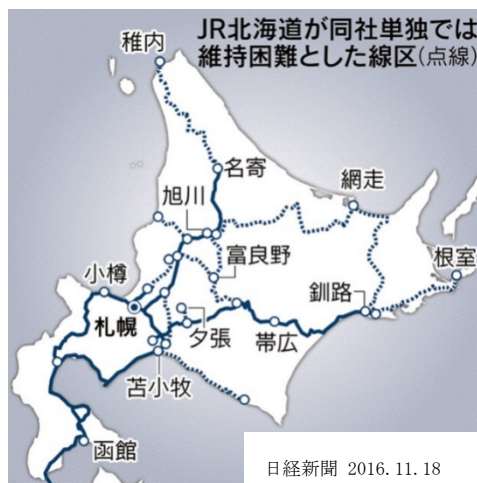 JR北海道が同社単独では
維持困難とした線区(点線)
稚内
名寄
旭川
網走
富良野
根室
小樽
釧路
札幌
夕張
帯広
苫小牧
函館
日経新聞 2016.11.18